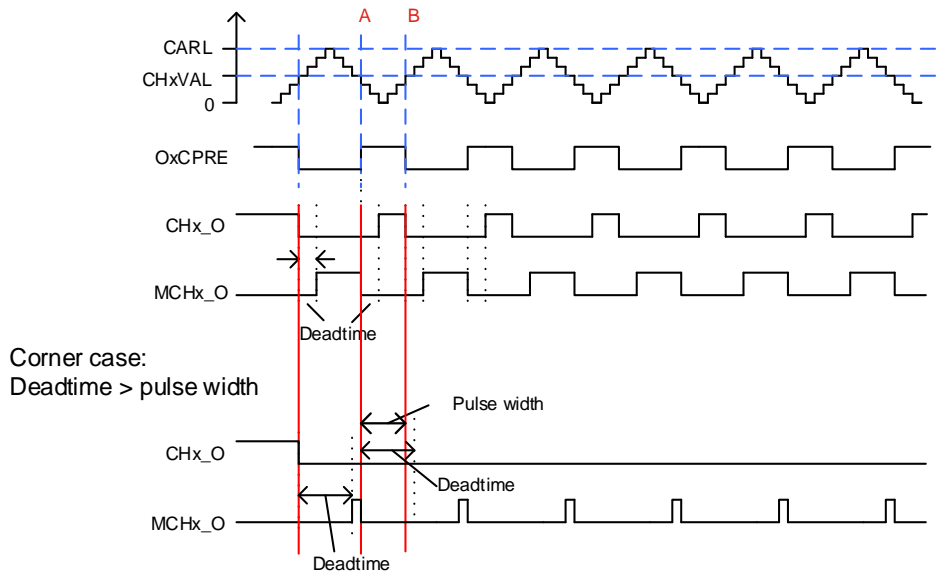 A B
CARL
CHxVAL
0
OxCPRE
CHx_O
MCHx_O
Deadtime
Corner case:
Deadtime > pulse width
Pulse width
CHx_O
Deadtime
MCHx_O
Deadtime